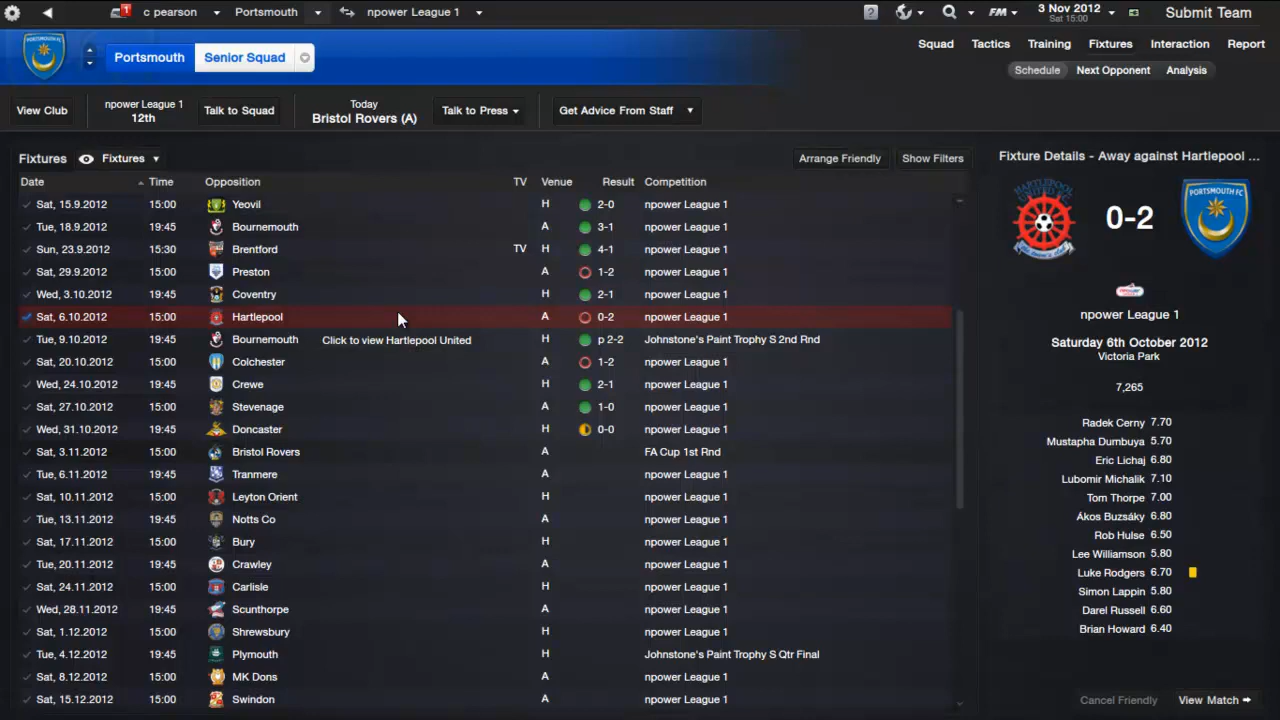 c pearson Portsmouth npower League 1 3 Nov 2012 Submit Team
FM Sat 15:00
Portsmouth Senior Squad Squad Tactics Training Fixtures Interaction Report
Schedule Next Opponent Analysis
View Club npower League 1 12th Talk to Squad Today Bristol Rovers (A) Talk to Press Get Advice From Staff
Fixtures Fixtures Arrange Friendly Show Filters
Date Time Opposition TV Venue Result Competition
Sat, 15.9.2012 15:00 Yeovil H 2-0 npower League 1
Tue, 18.9.2012 19:45 Bournemouth A 3-1 npower League 1
Sun, 23.9.2012 15:30 Brentford TV H 4-1 npower League 1
Sat, 29.9.2012 15:00 Preston A 1-2 npower League 1
Wed, 3.10.2012 19:45 Coventry H 2-1 npower League 1
Sat, 6.10.2012 15:00 Hartlepool A 0-2 npower League 1
Tue, 9.10.2012 19:45 Bournemouth Click to view Hartlepool United H p 2-2 Johnstone's Paint Trophy S 2nd Rnd
Sat, 20.10.2012 15:00 Colchester A 1-2 npower League 1
Wed, 24.10.2012 19:45 Crewe H 2-1 npower League 1
Sat, 27.10.2012 15:00 Stevenage A 1-0 npower League 1
Wed, 31.10.2012 19:45 Doncaster H 0-0 npower League 1
Sat, 3.11.2012 15:00 Bristol Rovers A FA Cup 1st Rnd
Tue, 6.11.2012 19:45 Tranmere A npower League 1
Sat, 10.11.2012 15:00 Leyton Orient H npower League 1
Tue, 13.11.2012 19:45 Notts Co A npower League 1
Sat, 17.11.2012 15:00 Bury H npower League 1
Tue, 20.11.2012 19:45 Crawley A npower League 1
Sat, 24.11.2012 15:00 Carlisle H npower League 1
Wed, 28.11.2012 19:45 Scunthorpe A npower League 1
Sat, 1.12.2012 15:00 Shrewsbury H npower League 1
Tue, 4.12.2012 19:45 Plymouth H Johnstone's Paint Trophy S Qtr Final
Sat, 8.12.2012 15:00 MK Dons A npower League 1
Sat, 15.12.2012 15:00 Swindon A npower League 1
Fixture Details - Away against Hartlepool ...
HARTLEPOOL UNITED FC 0-2 PORTSMOUTH FC
npower League 1
Saturday 6th October 2012
Victoria Park
7,265
Radek Cerny 7.70
Mustapha Dumbuya 5.70
Eric Lichaj 6.80
Lubomir Michalik 7.10
Tom Thorpe 7.00
Ákos Buzsáky 6.80
Rob Hulse 6.50
Lee Williamson 5.80
Luke Rodgers 6.70
Simon Lappin 5.80
Darel Russell 6.60
Brian Howard 6.40
Cancel Friendly View Match